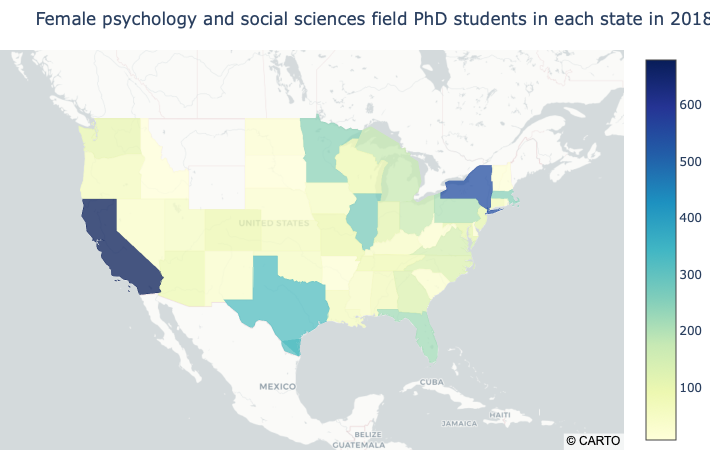 Female psychology and social sciences field PhD students in each state in 2018
600
500
400
300
200
100
UNITED STATES
MEXICO
CUBA
HAITI
JAMAICA
BELIZE
GUATEMALA
© CARTO